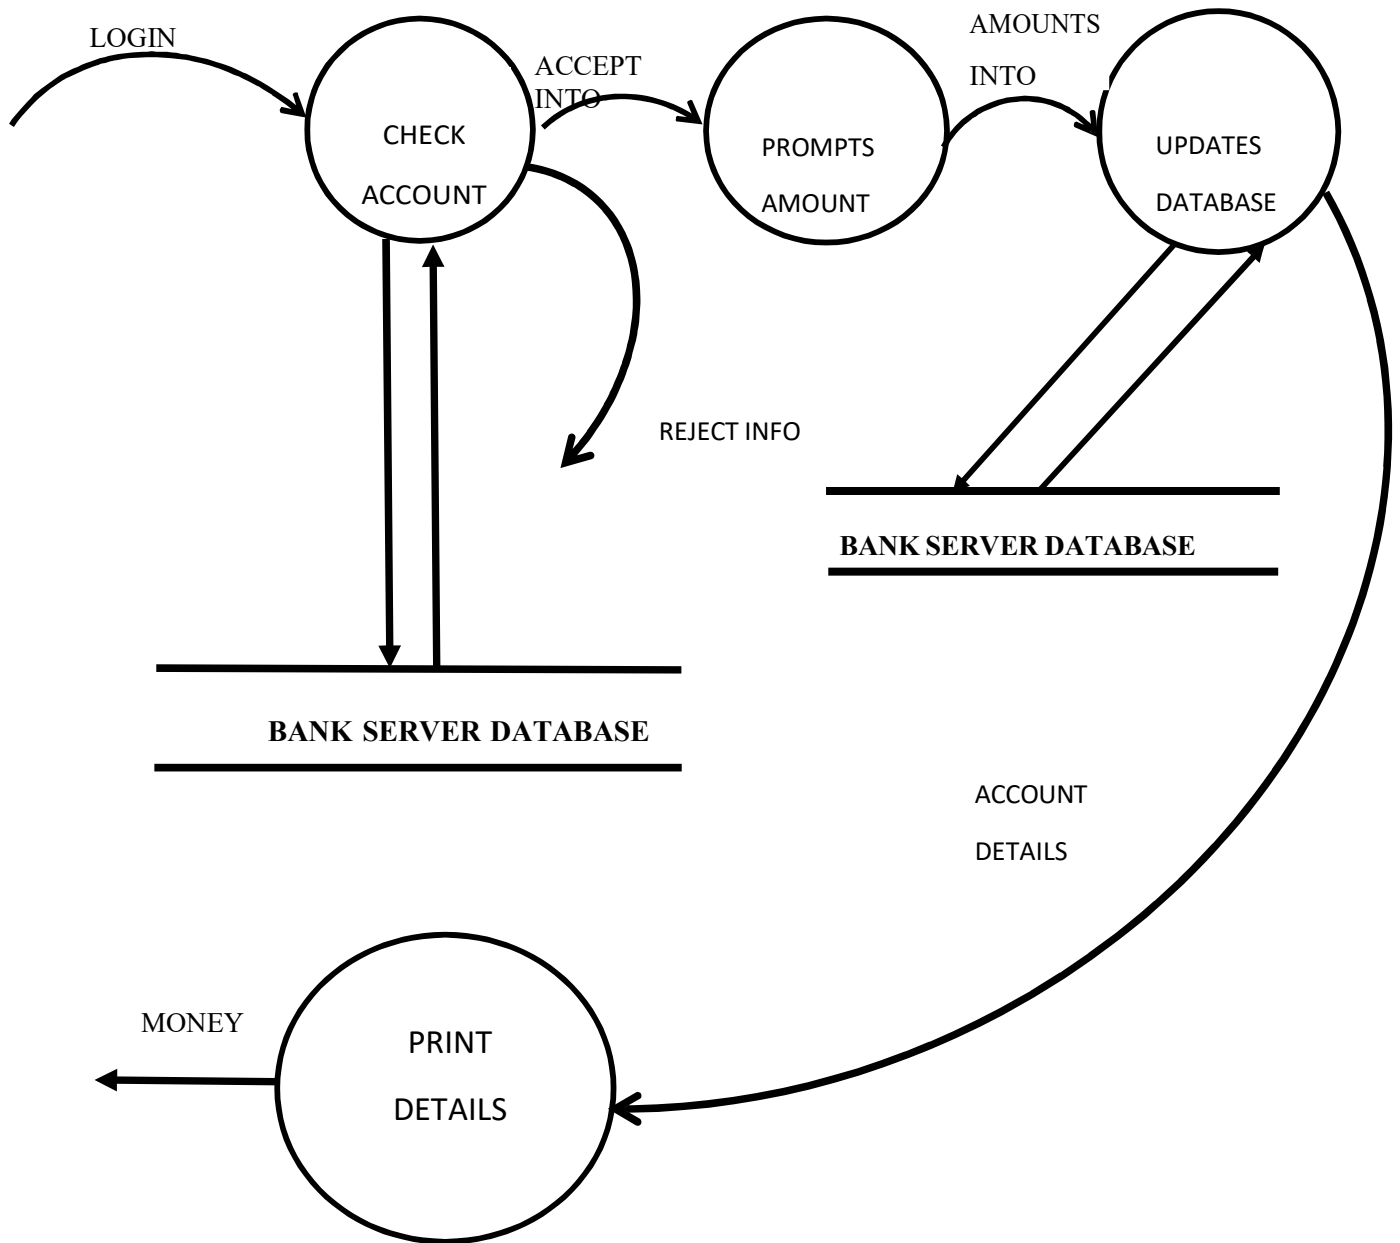 LOGIN
ACCEPT
INTO
AMOUNTS
INTO
CHECK
ACCOUNT
PROMPTS
AMOUNT
UPDATES
DATABASE
REJECT INFO
BANK SERVER DATABASE
BANK SERVER DATABASE
ACCOUNT
DETAILS
MONEY
PRINT
DETAILS